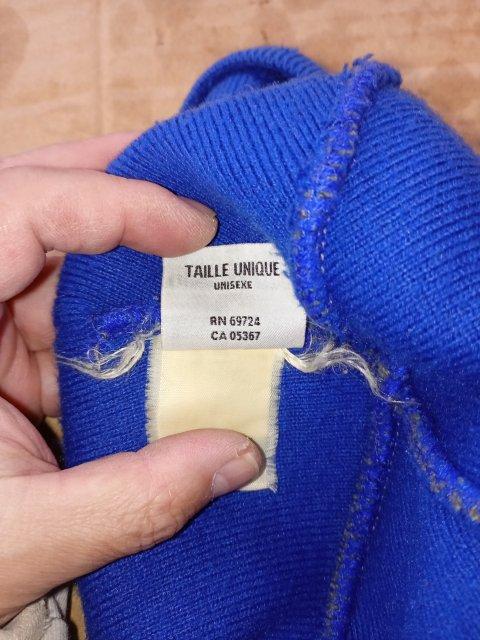 TAILLE UNIQUE
UNISEXE
RN 69724
CA 05367